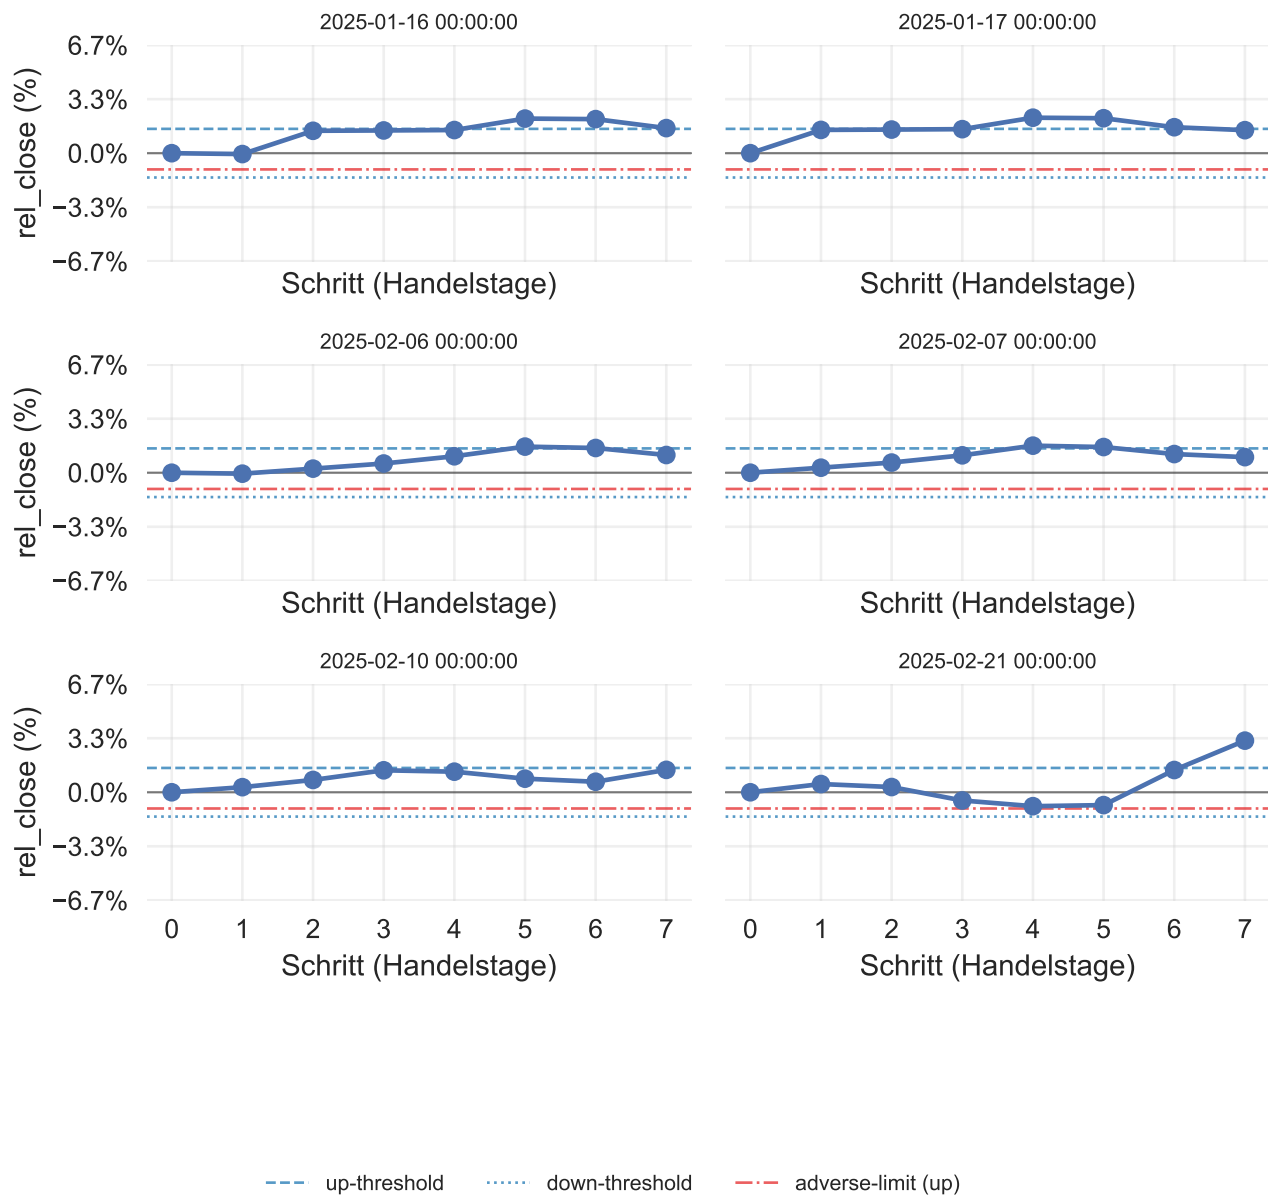 2025-01-16 00:00:00
2025-01-17 00:00:00
6.7%
3.3%
0.0%
−3.3%
−6.7%
rel_close (%)
Schritt (Handelstage)
Schritt (Handelstage)
2025-02-06 00:00:00
2025-02-07 00:00:00
6.7%
3.3%
0.0%
−3.3%
−6.7%
rel_close (%)
Schritt (Handelstage)
Schritt (Handelstage)
2025-02-10 00:00:00
2025-02-21 00:00:00
6.7%
3.3%
0.0%
−3.3%
−6.7%
rel_close (%)
0 1 2 3 4 5 6 7
0 1 2 3 4 5 6 7
Schritt (Handelstage)
Schritt (Handelstage)
up-threshold down-threshold adverse-limit (up)